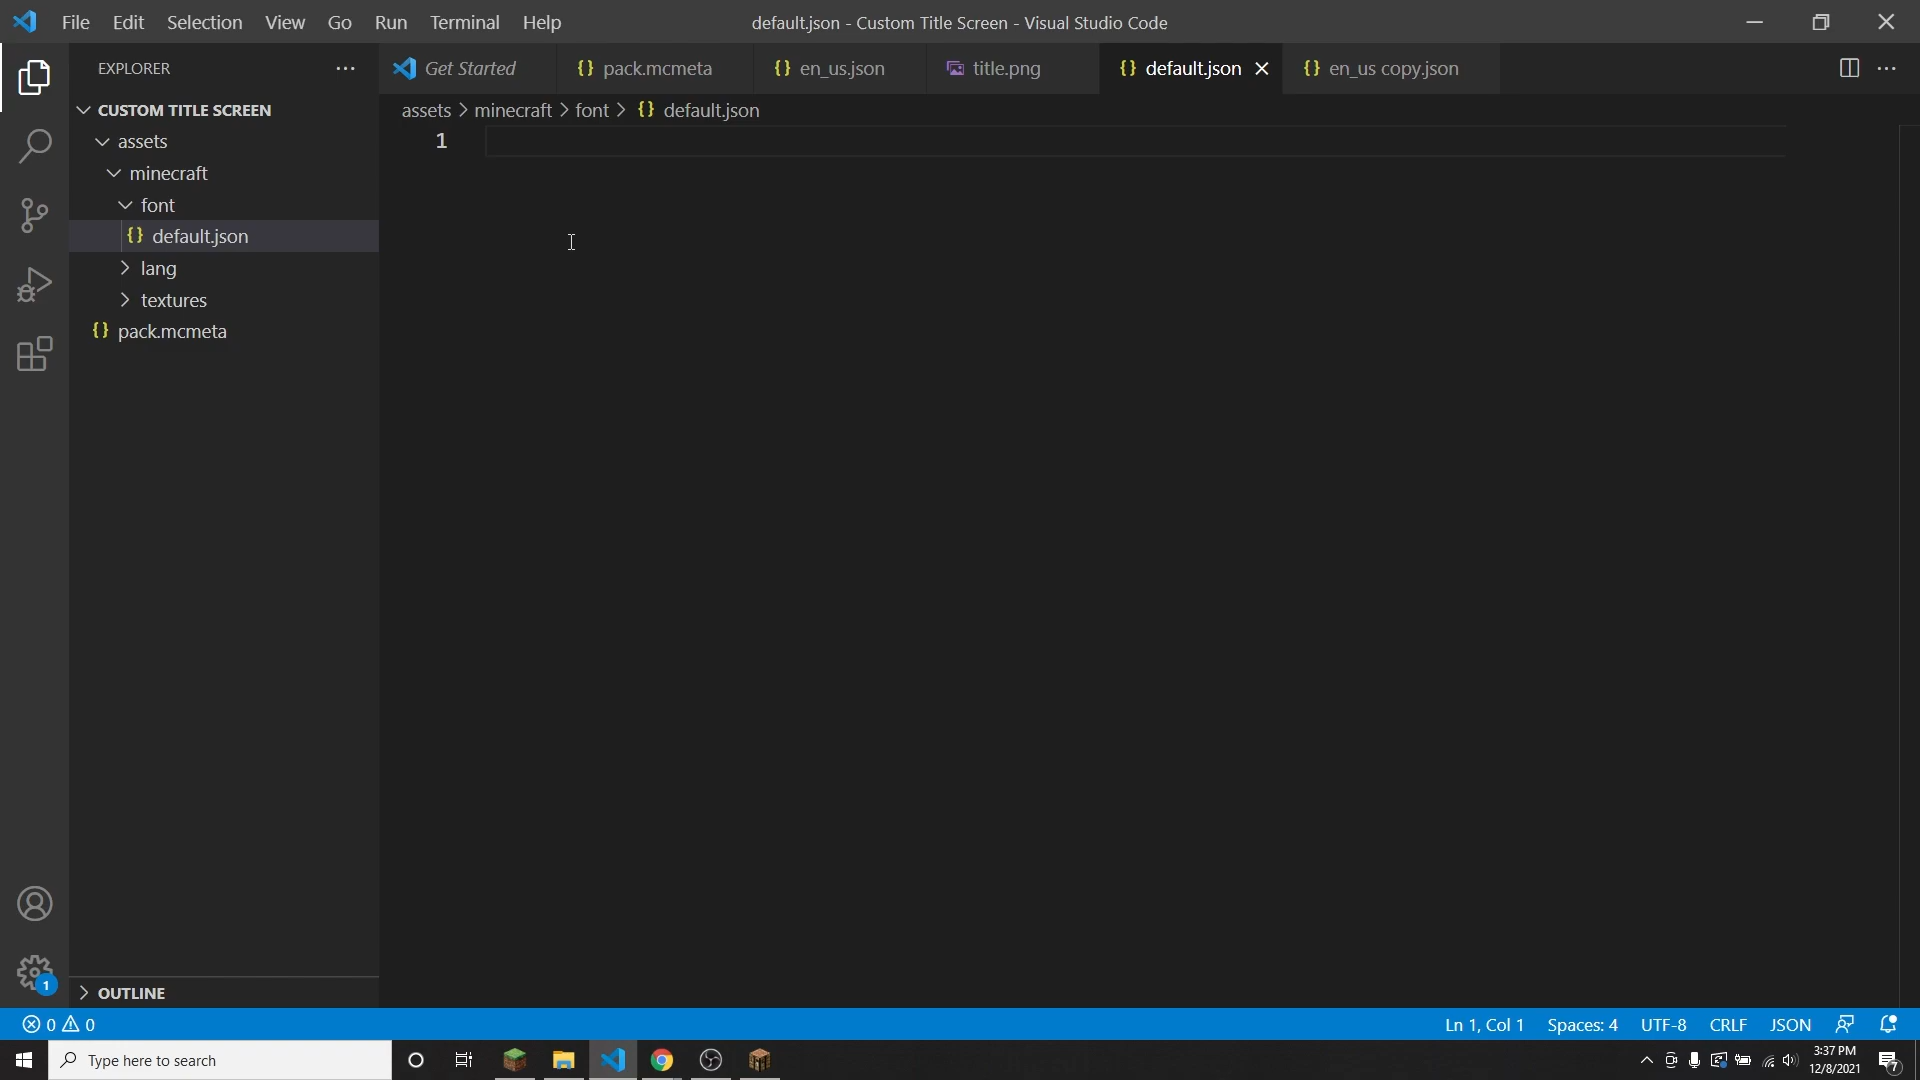 File Edit Selection View Go Run Terminal Help
default.json - Custom Title Screen - Visual Studio Code
EXPLORER
Get Started
pack.mcmeta
en_us.json
title.png
default.json
en_us copy.json
CUSTOM TITLE SCREEN
assets > minecraft > font > {} default.json
assets
1
minecraft
font
{} default.json
lang
textures
{} pack.mcmeta
1
OUTLINE
0 0
Ln 1, Col 1 Spaces: 4 UTF-8 CRLF JSON
Type here to search
3:37 PM
12/8/2021
7